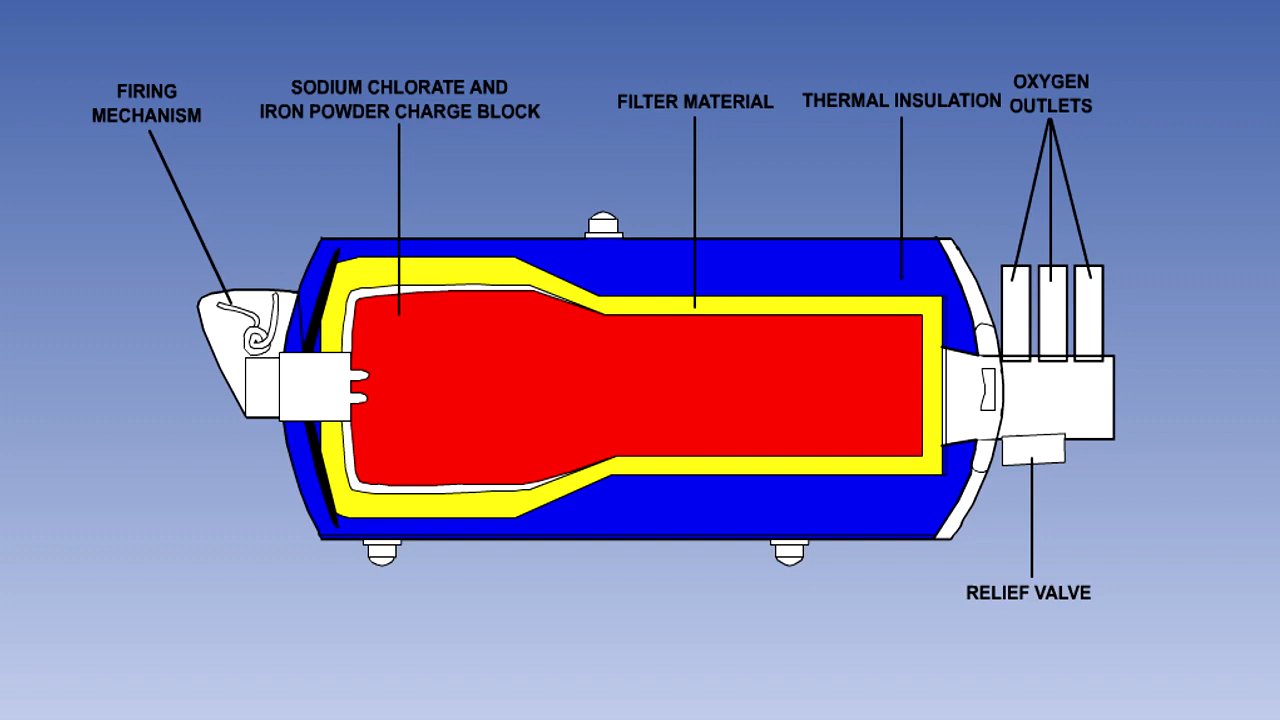 FIRING
MECHANISM
SODIUM CHLORATE AND
IRON POWDER CHARGE BLOCK
FILTER MATERIAL
THERMAL INSULATION
OXYGEN
OUTLETS
RELIEF VALVE